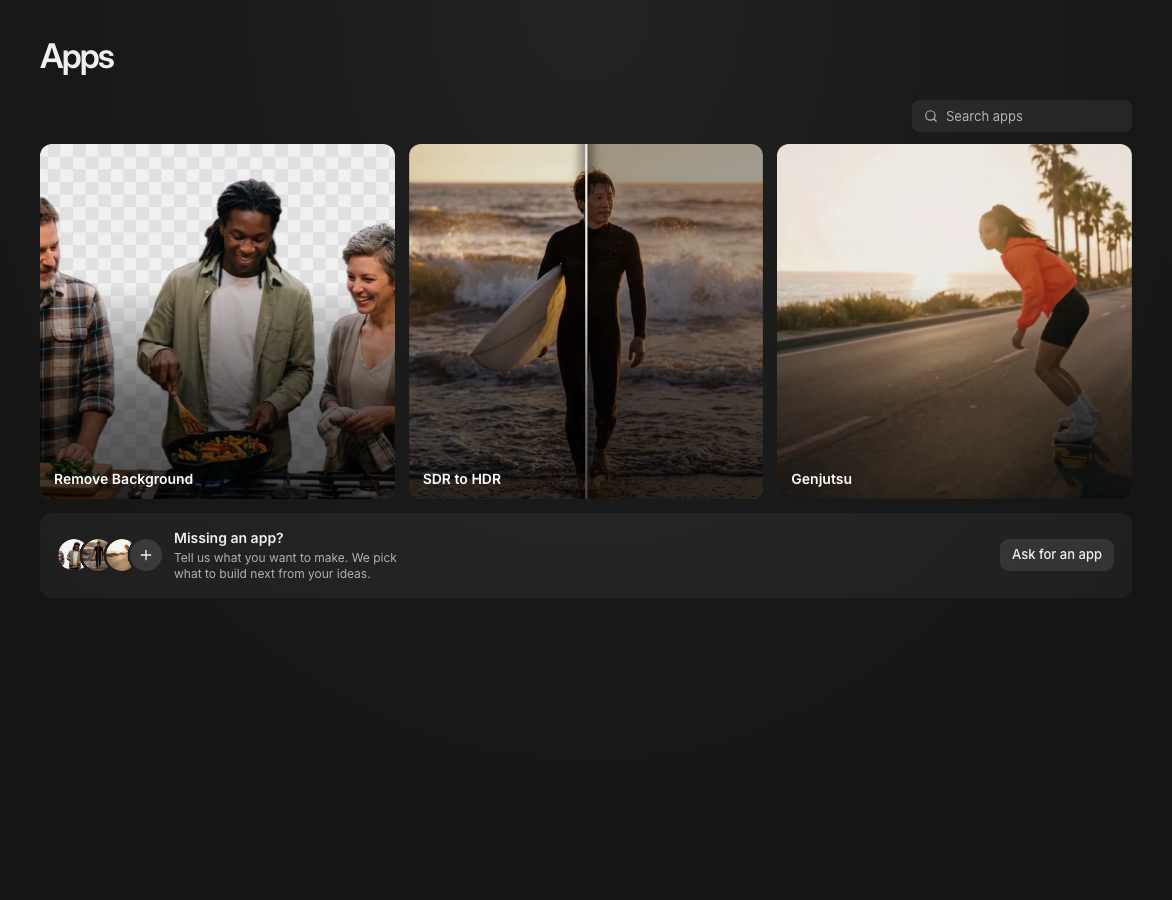 Apps
Search apps
Remove Background
SDR to HDR
Genjutsu
Missing an app?
Tell us what you want to make. We pick
what to build next from your ideas.
Ask for an app